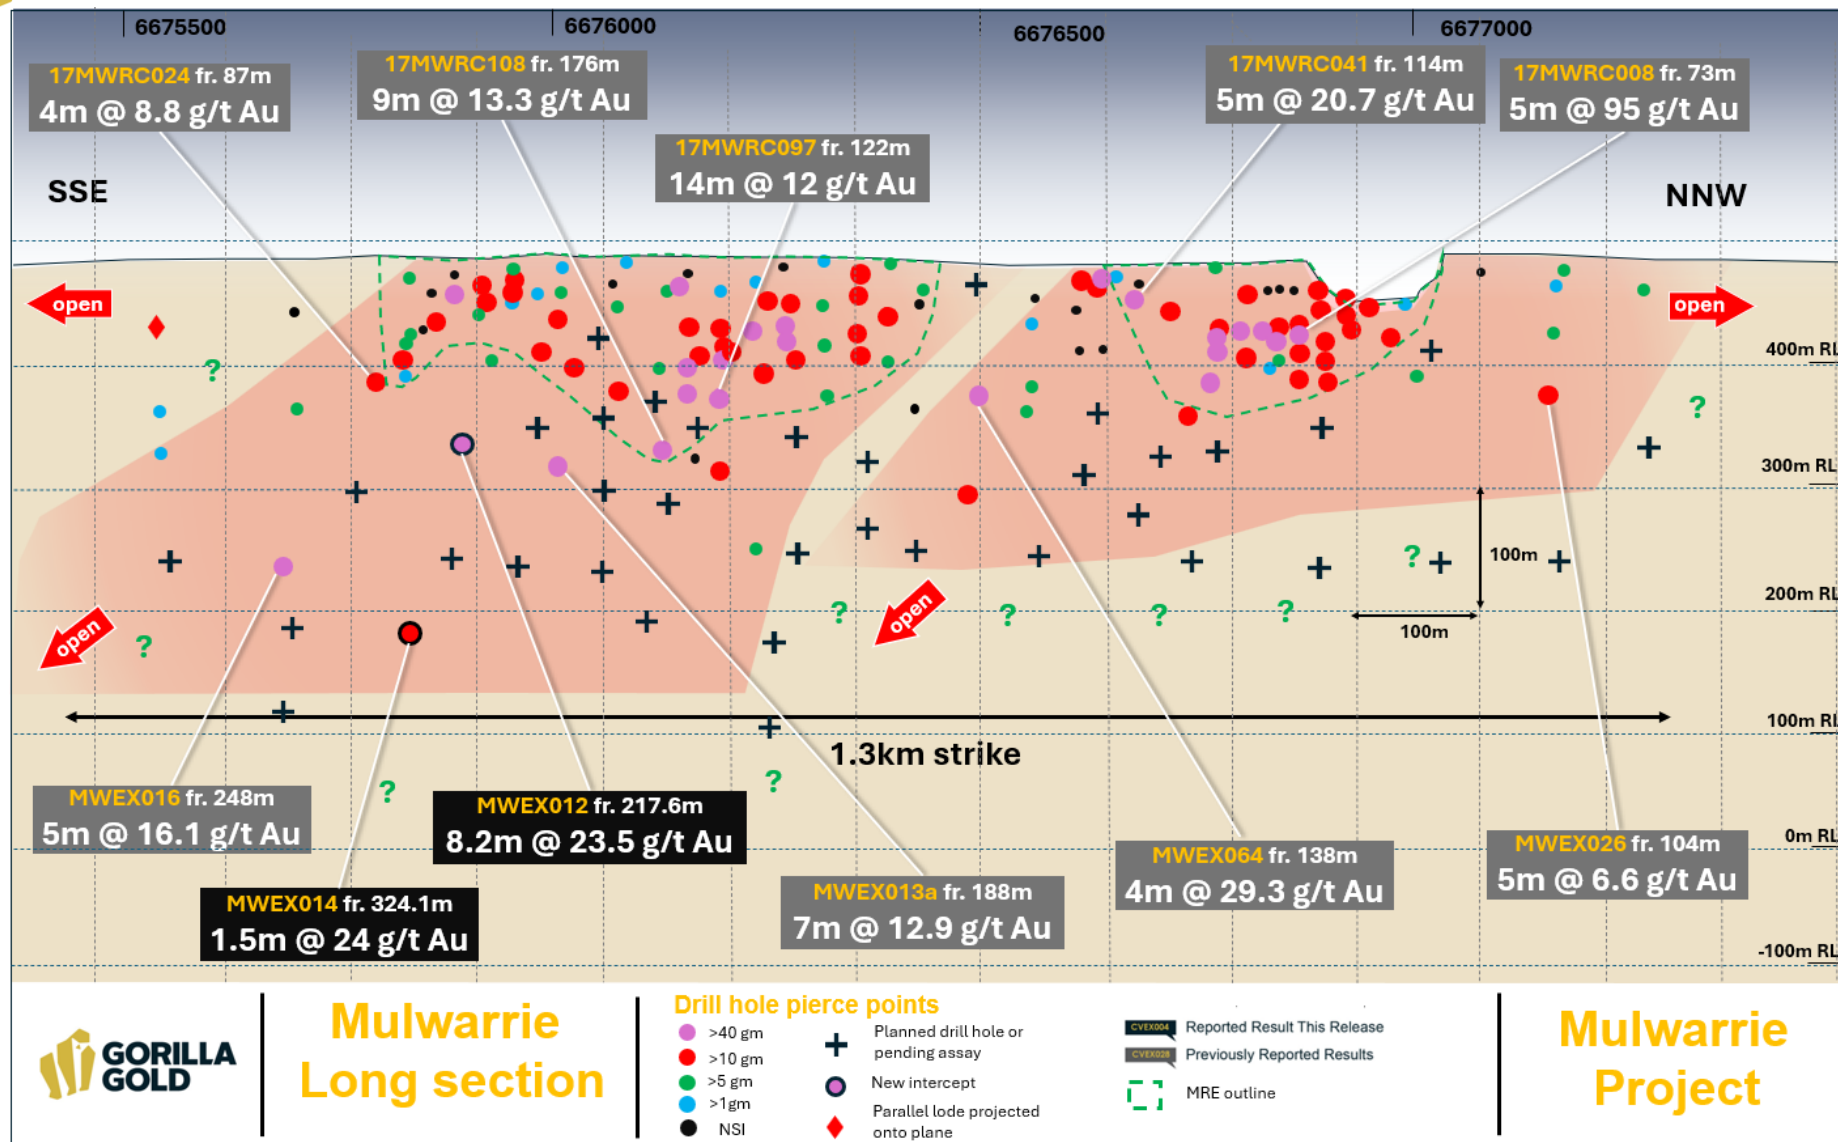 6675500
6676000
6676500
6677000
17MWRC024 fr. 87m
4m @ 8.8 g/t Au
17MWRC108 fr. 176m
9m @ 13.3 g/t Au
17MWRC097 fr. 122m
14m @ 12 g/t Au
17MWRC041 fr. 114m
5m @ 20.7 g/t Au
17MWRC008 fr. 73m
5m @ 95 g/t Au
SSE
NNW
open
open
?
400m RL
?
300m RL
?
100m
200m RL
open
?
?
open
?
?
?
100m
100m RL
1.3km strike
?
?
MWEX016 fr. 248m
5m @ 16.1 g/t Au
MWEX012 fr. 217.6m
8.2m @ 23.5 g/t Au
0m RL
MWEX014 fr. 324.1m
1.5m @ 24 g/t Au
MWEX013a fr. 188m
7m @ 12.9 g/t Au
MWEX064 fr. 138m
4m @ 29.3 g/t Au
MWEX026 fr. 104m
5m @ 6.6 g/t Au
-100m RL
GORILLA
GOLD
Mulwarrie
Long section
Drill hole pierce points
>40 gm
>10 gm
>5 gm
>1gm
NSI
Planned drill hole or
pending assay
New intercept
Parallel lode projected
onto plane
CVEX004 Reported Result This Release
CVEX028 Previously Reported Results
MRE outline
Mulwarrie
Project